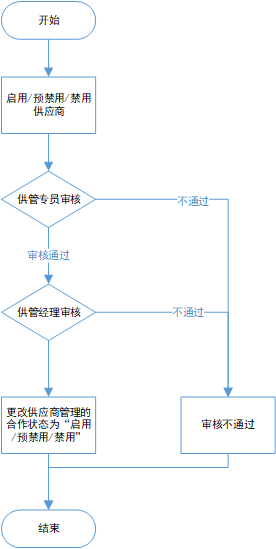 开始
启用/预禁用/禁用
供应商
供管专员审核
不通过
审核通过
供管经理审核
不通过
更改供应商管理的
合作状态为“启用
/预禁用/禁用”
审核不通过
结束